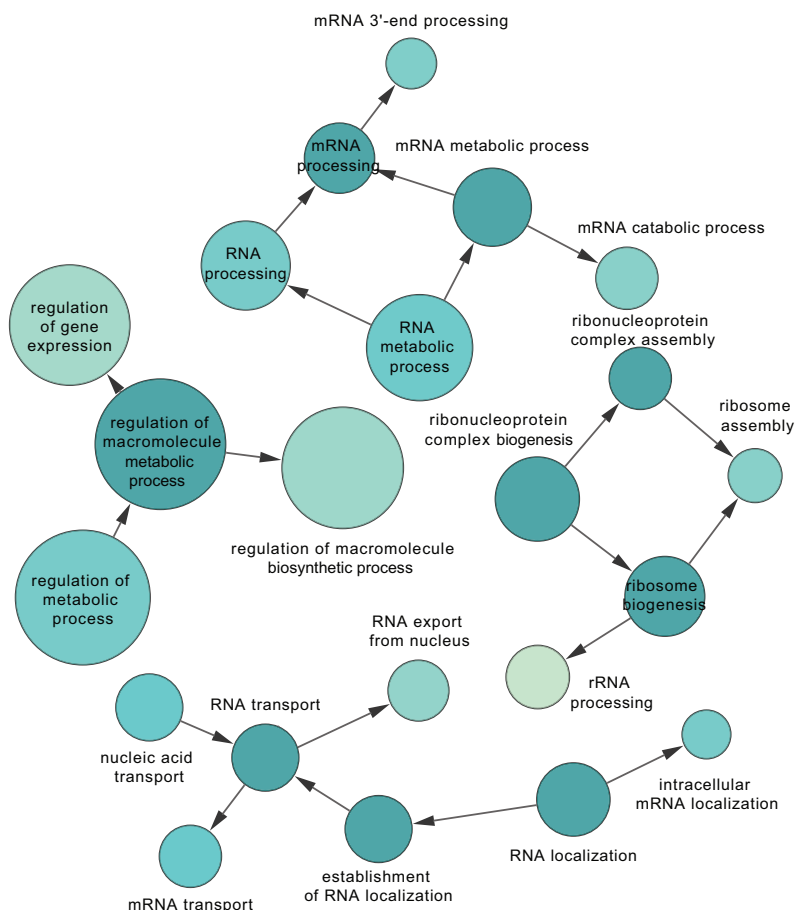 mRNA 3'-end processing
mRNA
processing
mRNA metabolic process
RNA
processing
mRNA catabolic process
RNA
metabolic
process
regulation
of gene
expression
ribonucleoprotein
complex assembly
regulation of
macromolecule
metabolic
process
ribonucleoprotein
complex biogenesis
ribosome
assembly
regulation of macromolecule
biosynthetic process
regulation of
metabolic
process
ribosome
biogenesis
RNA export
from nucleus
rRNA
processing
RNA transport
nucleic acid
transport
intracellular
mRNA localization
RNA localization
establishment
of RNA localization
mRNA transport